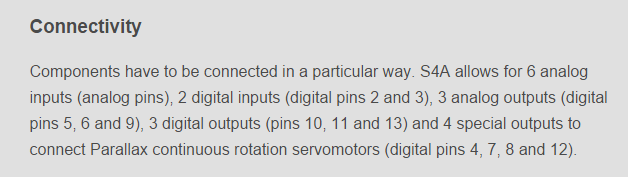 Connectivity
Components have to be connected in a particular way. S4A allows for 6 analog
inputs (analog pins), 2 digital inputs (digital pins 2 and 3), 3 analog outputs (digital
pins 5, 6 and 9), 3 digital outputs (pins 10, 11 and 13) and 4 special outputs to
connect Parallax continuous rotation servomotors (digital pins 4, 7, 8 and 12).